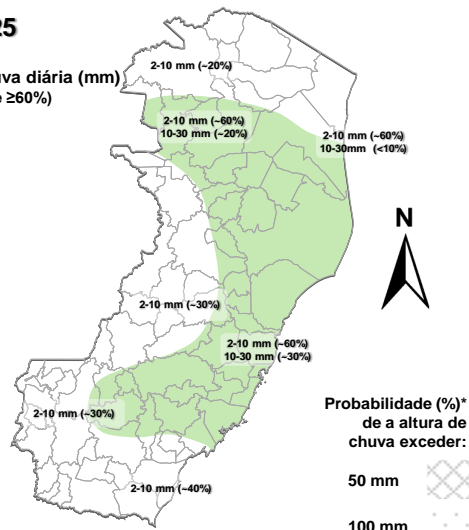 25
uva diária (mm)
e ≥60%)
2-10 mm (~20%)
2-10 mm (~60%)
10-30 mm (~20%)
2-10 mm (~60%)
10-30mm (<10%)
N
2-10 mm (~30%)
2-10 mm (~60%)
10-30 mm (~30%)
2-10 mm (~30%)
2-10 mm (~40%)
Probabilidade (%)*
de a altura de
chuva exceder:
50 mm
100 mm